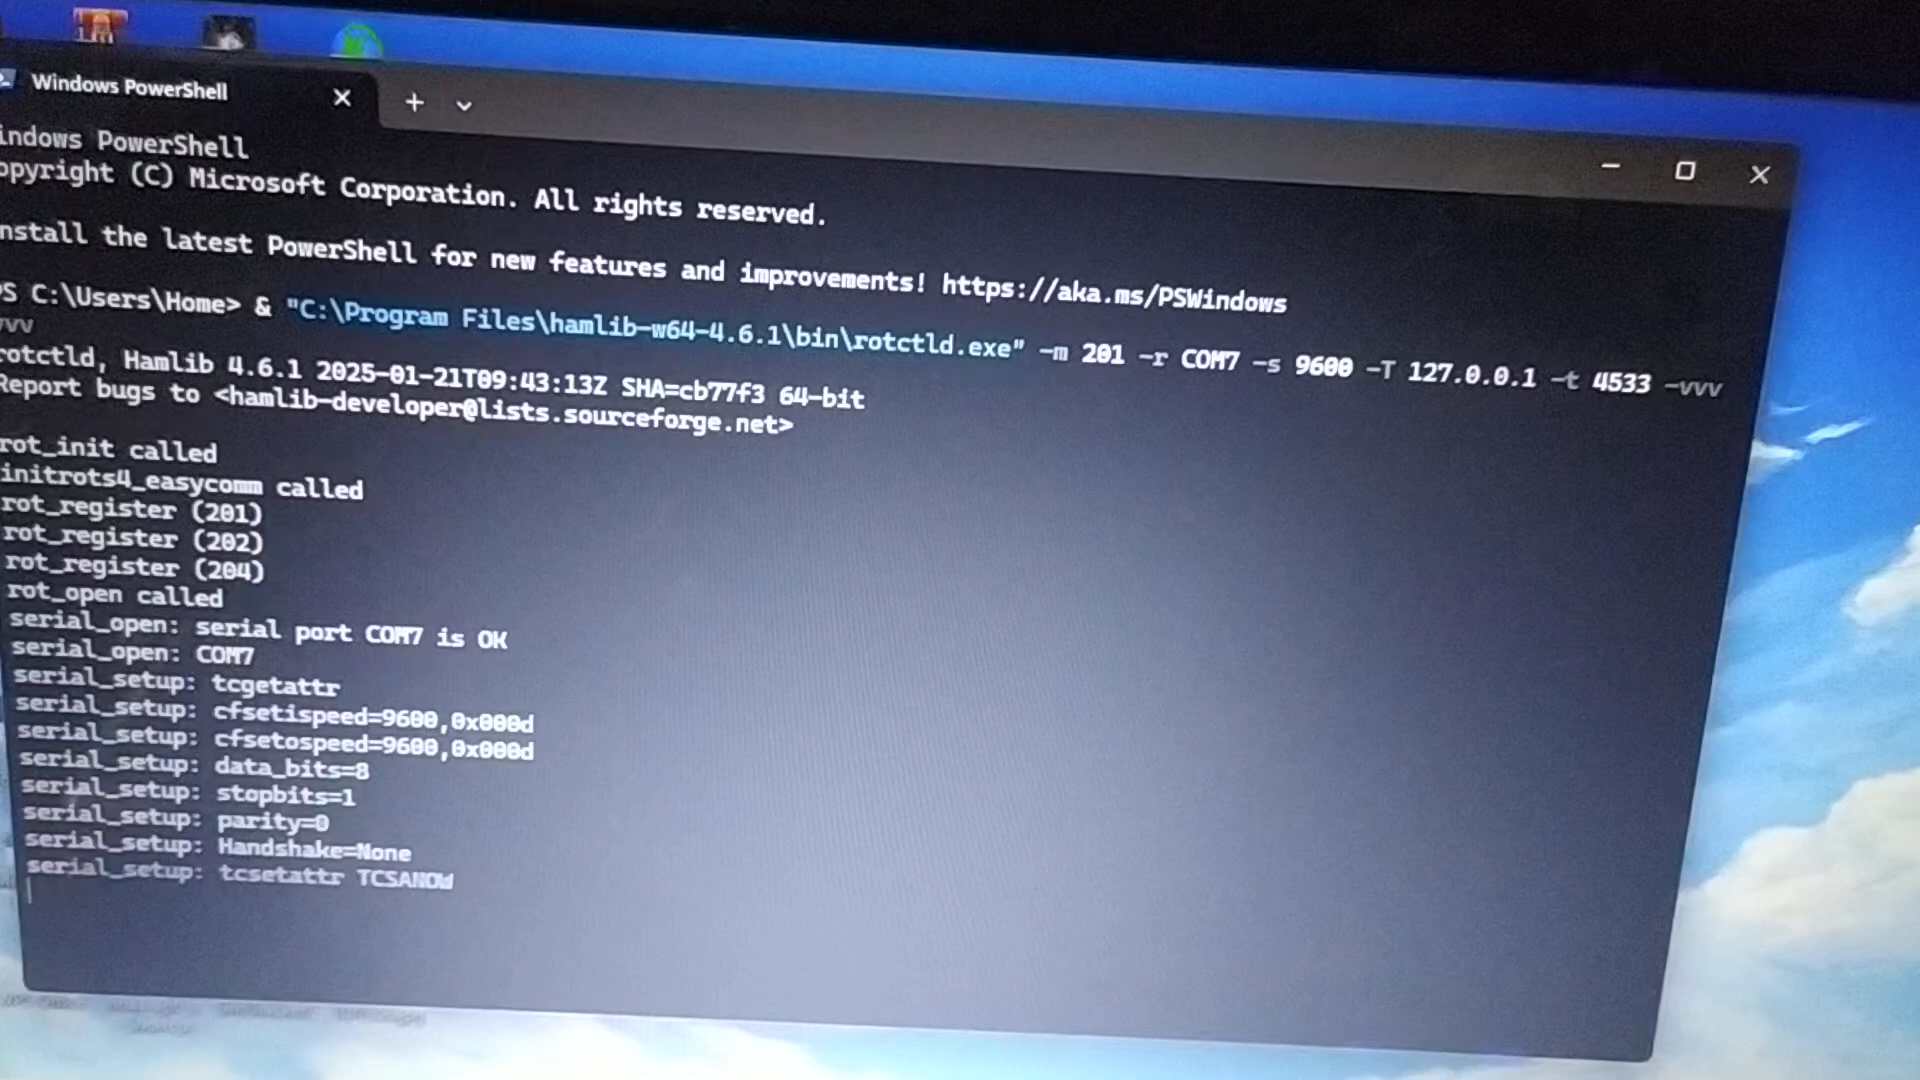 Windows PowerShell
indows PowerShell
opyright (C) Microsoft Corporation. All rights reserved.
nstall the latest PowerShell for new features and improvements! https://aka.ms/PSWindows
PS C:\Users\Home> & "C:\Program Files\hamlib-w64-4.6.1\bin\rotctld.exe" -m 201 -r COM7 -s 9600 -T 127.0.0.1 -t 4533 -vvv
vvv
rotctld, Hamlib 4.6.1 2025-01-21T09:43:13Z SHA=cb77f3 64-bit
Report bugs to <hamlib-developer@lists.sourceforge.net>
rot_init called
initrots4_easycomm called
rot_register (201)
rot_register (202)
rot_register (204)
rot_open called
serial_open: serial port COM7 is OK
serial_open: COM7
serial_setup: tcgetattr
serial_setup: cfsetispeed=9600,0x000d
serial_setup: cfsetospeed=9600,0x000d
serial_setup: data_bits=8
serial_setup: stopbits=1
serial_setup: parity=0
serial_setup: Handshake=None
serial_setup: tcsetattr TCSANOW